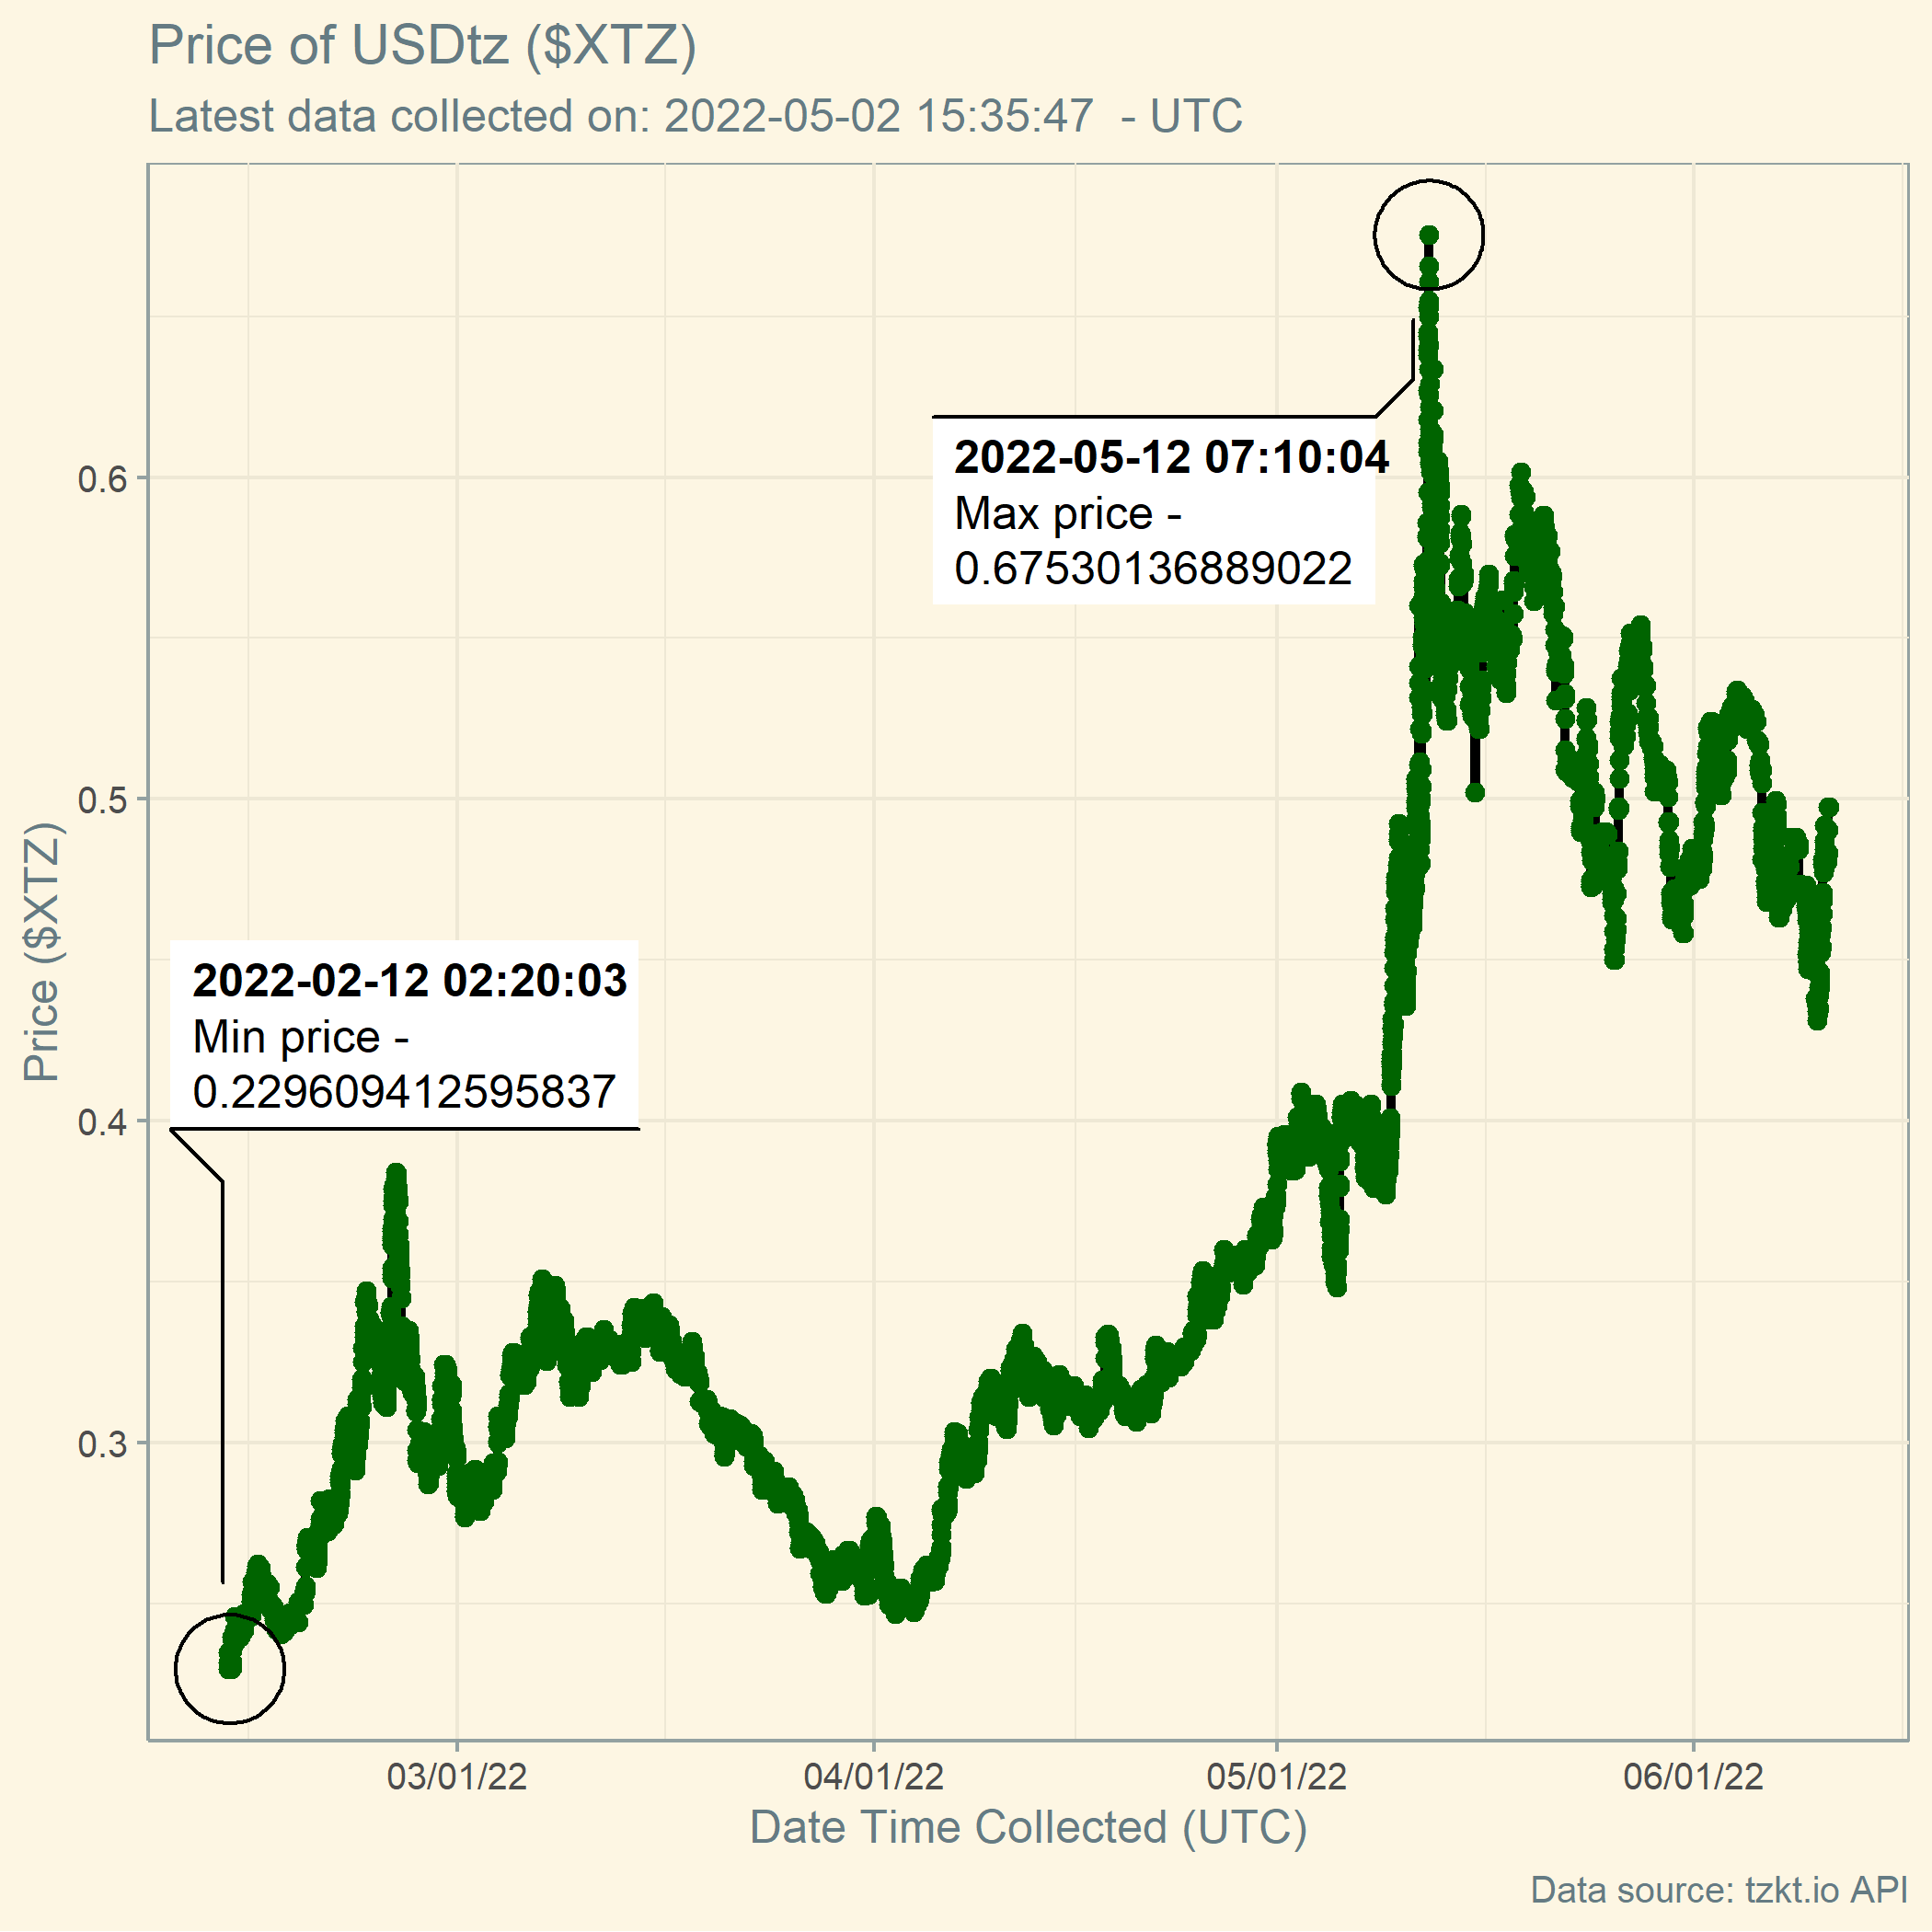 Price of USDtz ($XTZ)
Latest data collected on: 2022-05-02 15:35:47  - UTC
2022-05-12 07:10:04
Max price -
0.67530136889022
2022-02-12 02:20:03
Min price -
0.229609412595837
Price ($XTZ)
0.6
0.5
0.4
0.3
03/01/22
04/01/22
05/01/22
06/01/22
Date Time Collected (UTC)
Data source: tzkt.io API